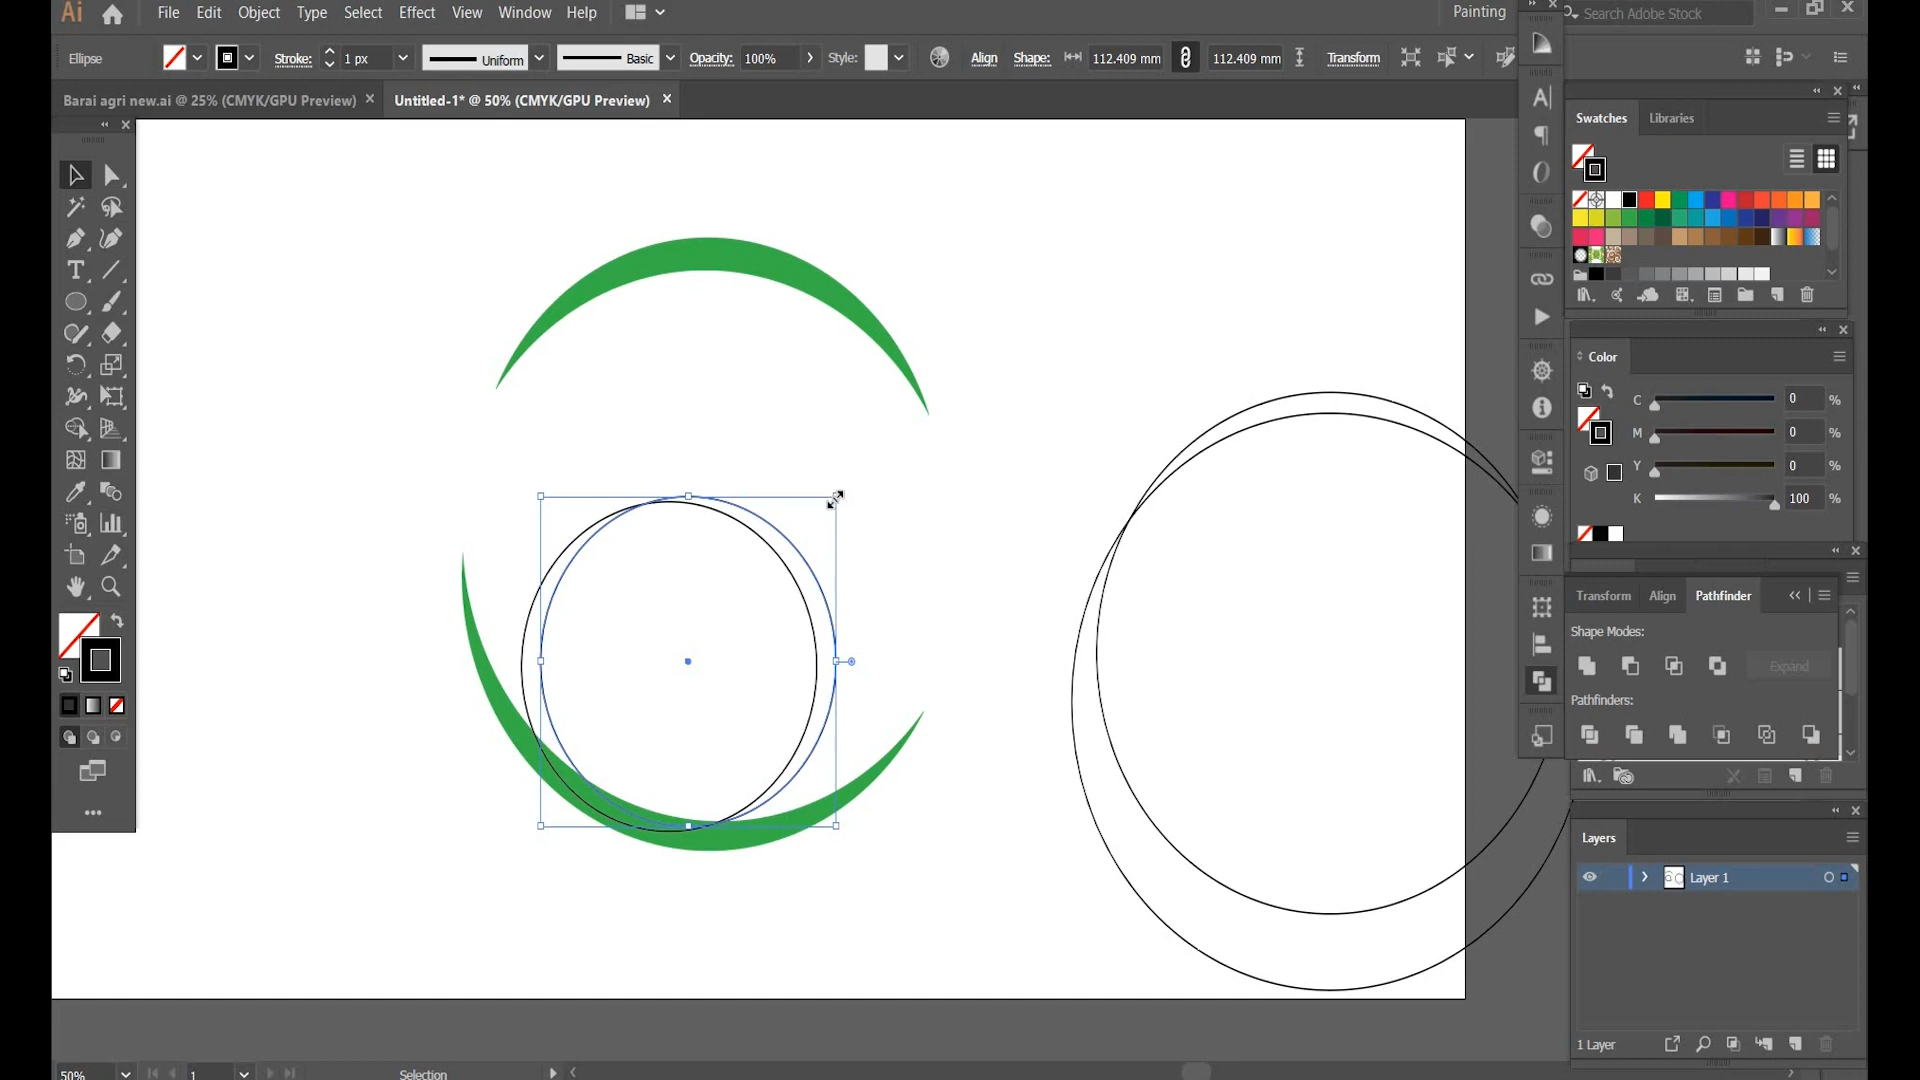 Ai File Edit Object Type Select Effect View Window Help Painting Search Adobe Stock
Ellipse Stroke: 1 px Uniform Basic Opacity: 100% Style: Align Shape: 112.409 mm 112.409 mm Transform
Barai agri new.ai @ 25% (CMYK/GPU Preview) Untitled-1* @ 50% (CMYK/GPU Preview)
Swatches Libraries
Color
C 0 %
M 0 %
Y 0 %
K 100 %
Transform Align Pathfinder
Shape Modes:
Expand
Pathfinders:
Layers
Layer 1
1 Layer
50% 1 Selection